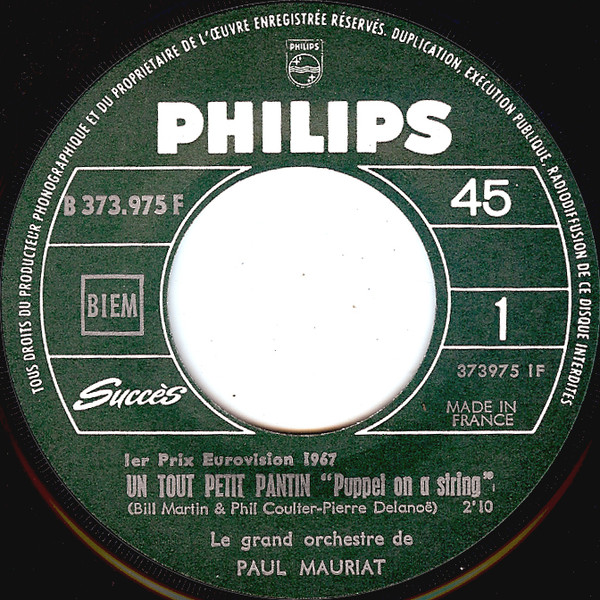 TOUS DROITS DU PRODUCTEUR PHONOGRAPHIQUE ET DU PROPRIÉTAIRE DE L'ŒUVRE ENREGISTRÉE RÉSERVÉS. DUPLICATION, EXÉCUTION PUBLIQUE, RADIODIFFUSION DE CE DISQUE INTERDITES
PHILIPS
PHILIPS
B 373.975 F
45
BIEM
1
373975 1F
Succès
MADE IN
FRANCE
1er Prix Eurovision 1967
UN TOUT PETIT PANTIN "Puppel on a string"
(Bill Martin & Phil Coulter-Pierre Delanoë) 2'10
Le grand orchestre de
PAUL MAURIAT